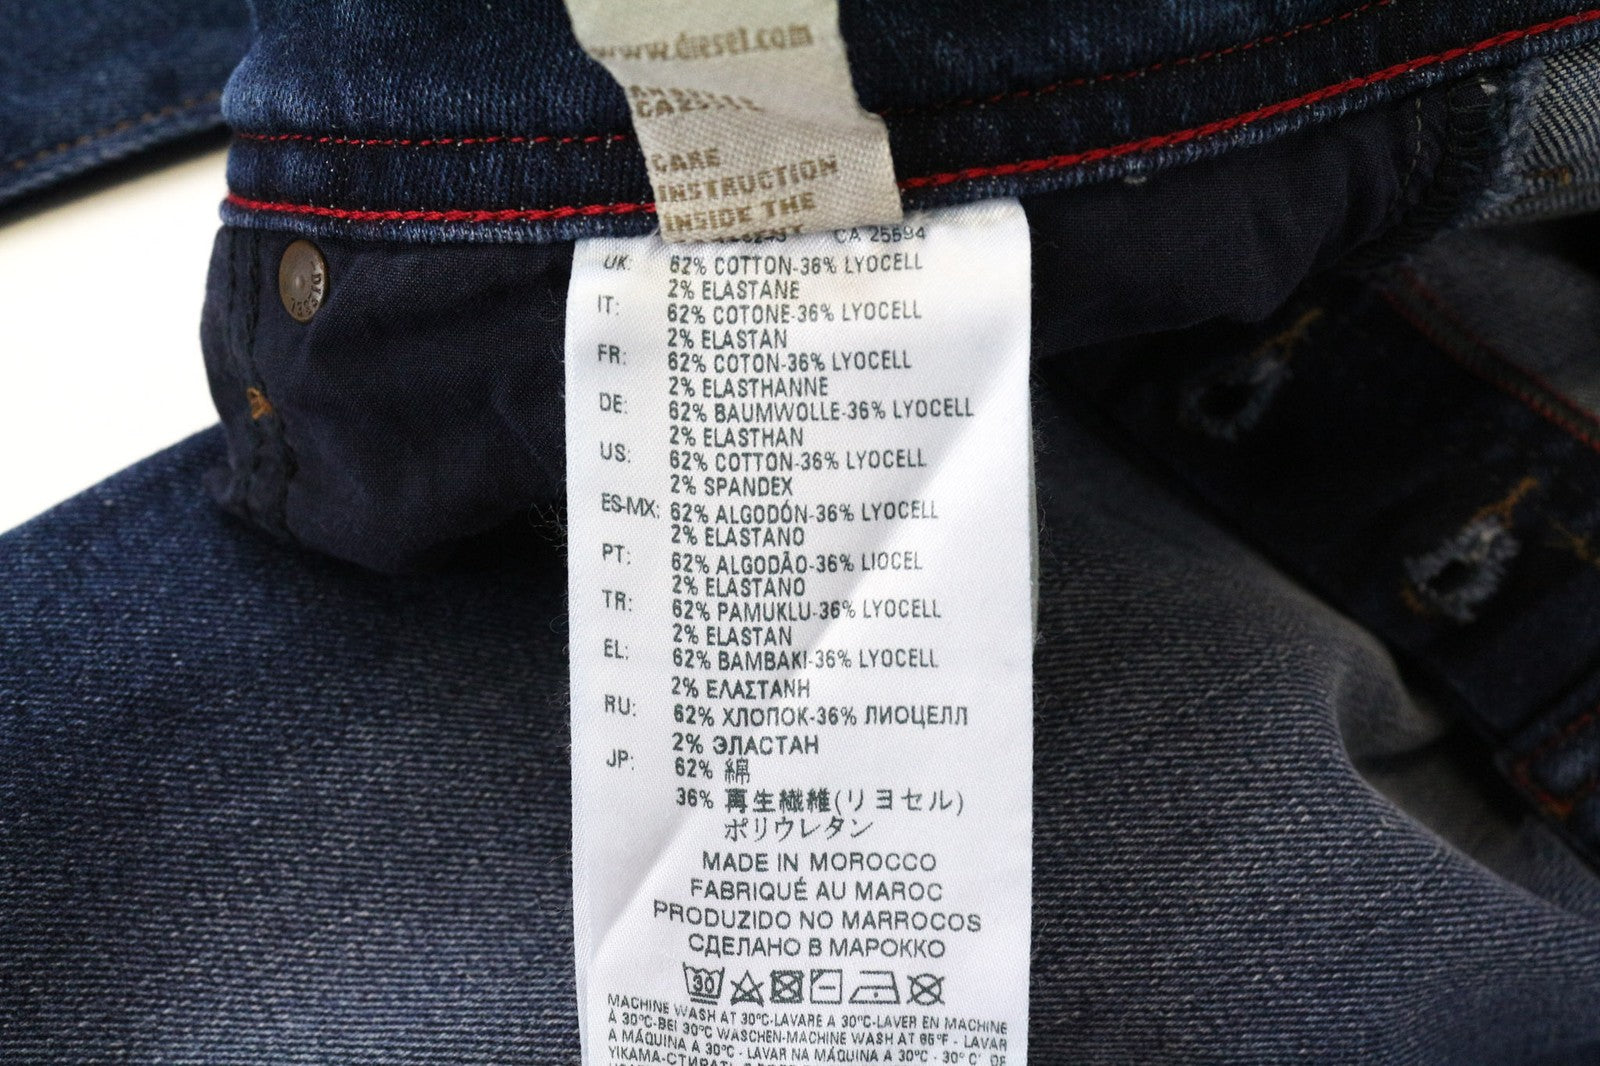 www.diesel.com
CARE
INSTRUCTION
INSIDE THE
CA 25594
UK: 62% COTTON-36% LYOCELL
2% ELASTANE
IT: 62% COTONE-36% LYOCELL
2% ELASTAN
FR: 62% COTON-36% LYOCELL
2% ELASTHANNE
DE: 62% BAUMWOLLE-36% LYOCELL
2% ELASTHAN
US: 62% COTTON-36% LYOCELL
2% SPANDEX
ES-MX: 62% ALGODÓN-36% LYOCELL
2% ELASTANO
PT: 62% ALGODÃO-36% LIOCEL
2% ELASTANO
TR: 62% PAMUKLU-36% LYOCELL
2% ELASTAN
EL: 62% BAMBAKI-36% LYOCELL
2% ΕΛΑΣΤΑΝΗ
RU: 62% ХЛОПОК-36% ЛИОЦЕЛЛ
2% ЭЛАСТАН
JP: 62% 綿
36% 再生繊維(リヨセル)
ポリウレタン
MADE IN MOROCCO
FABRIQUÉ AU MAROC
PRODUZIDO NO MARROCOS
СДЕЛАНО В МАРОККО
30
MACHINE WASH AT 30°C-LAVARE A 30°C-LAVER EN MACHINE
À 30°C-BEI 30°C WASCHEN-MACHINE WASH AT 85°F - LAVAR
A MÁQUINA A 30°C - LAVAR NA MÁQUINA A 30°C - 30° C' DE
DIESEL